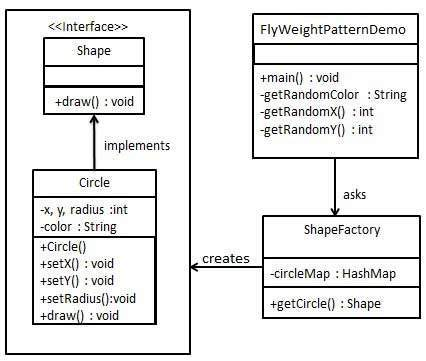 <<Interface>>
Shape
+draw() : void
implements
Circle
-x, y, radius :int
-color : String
+Circle()
+setX() : void
+setY() : void
+setRadius():void
+draw() : void
FlyWeightPatternDemo
+main() : void
-getRandomColor : String
-getRandomX() : int
-getRandomY() : int
asks
ShapeFactory
-circleMap : HashMap
+getCircle() : Shape
creates